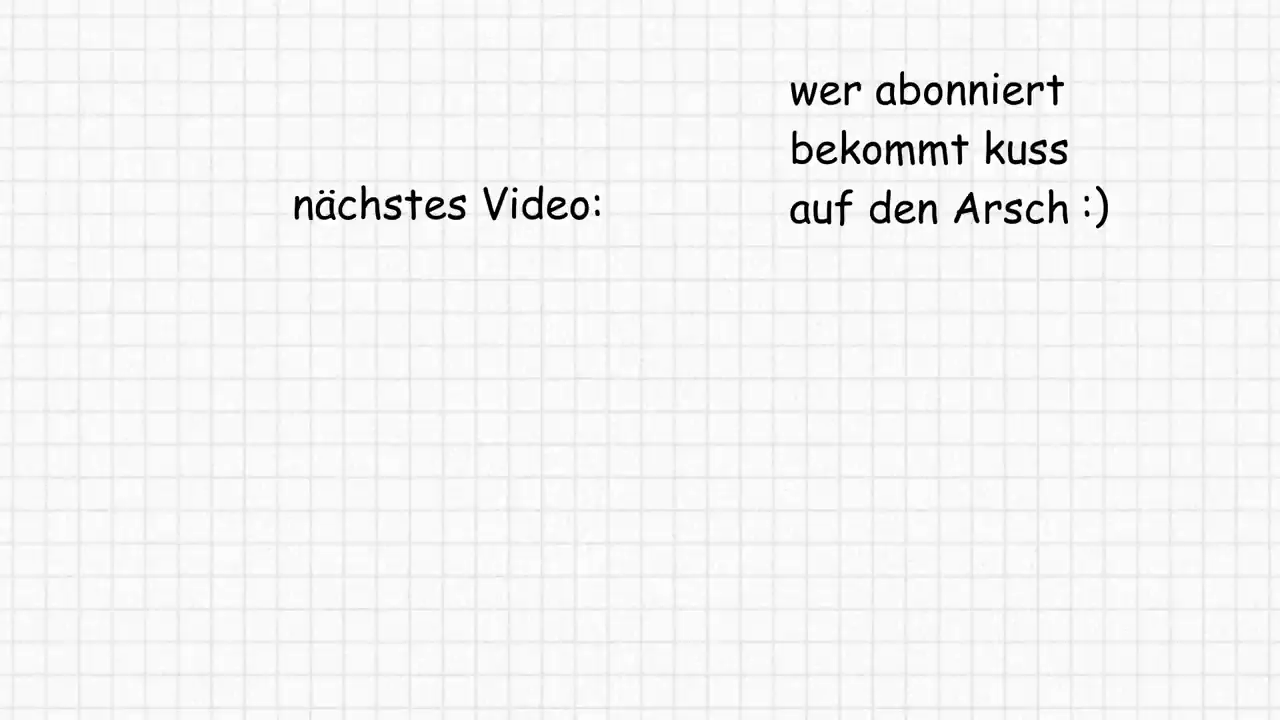 nächstes Video:
wer abonniert
bekommt kuss
auf den Arsch :)